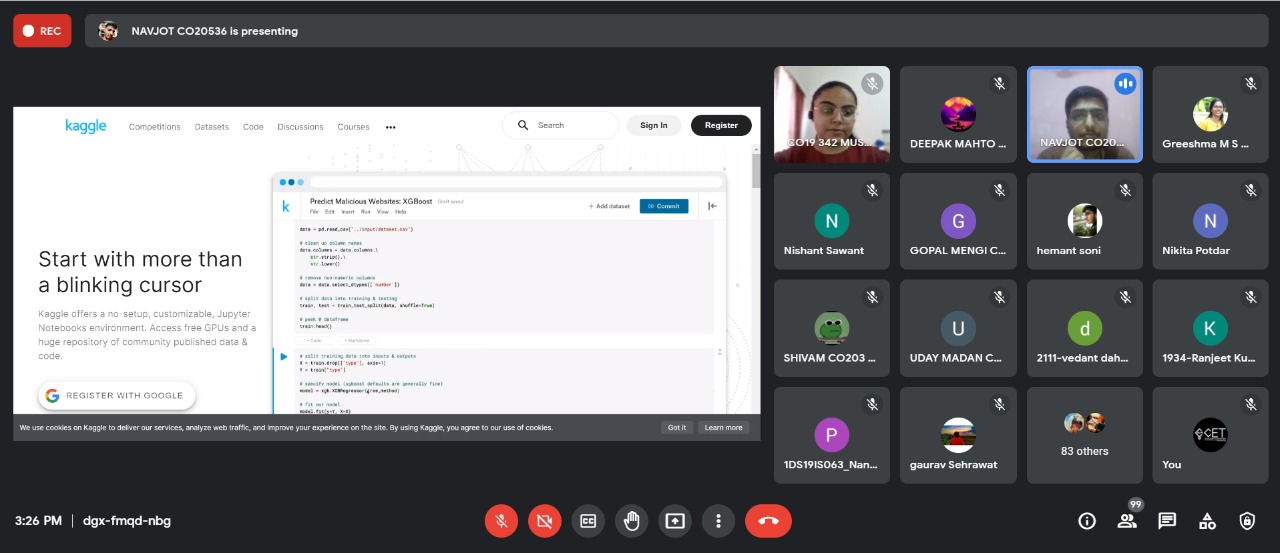 REC
NAVJOT CO20536 is presenting
kaggle
Competitions Datasets Code Discussions Courses •••
Search
Sign In
Register
Predict Malicious Websites: XGBoost Draft saved
File Edit Insert Run View Help
+ Add dataset
Commit
data = pd.read_csv('../input/dataset.csv')
# clean up column names
data.columns = data.columns.\
str.strip().\
str.lower()
# remove non-numeric columns
data = data.select_dtypes(['number'])
# split data into training & testing
train, test = train_test_split(data, shuffle=True)
# peek @ dataframe
train.head()
+ Code + Markdown
# split training data into inputs & outputs
X = train.drop(["type"], axis=1)
Y = train["type"]
# specify model (xgboost defaults are generally fine)
model = xgb.XGBRegressor(tree_method)
# fit our model
model.fit(y=Y, X=X)
Start with more than
a blinking cursor
Kaggle offers a no-setup, customizable, Jupyter
Notebooks environment. Access free GPUs and a
huge repository of community published data &
code.
REGISTER WITH GOOGLE
We use cookies on Kaggle to deliver our services, analyze web traffic, and improve your experience on the site. By using Kaggle, you agree to our use of cookies.
Got it
Learn more
CO19 342 MUS...
DEEPAK MAHTO ...
NAVJOT CO20...
Greeshma M S ...
N
Nishant Sawant
G
GOPAL MENGI C...
hemant soni
N
Nikita Potdar
SHIVAM CO203 ...
U
UDAY MADAN C...
d
2111-vedant dah...
K
1934-Ranjeet Ku...
P
1DS19IS063_Nan...
gaurav Sehrawat
83 others
CET
You
3:26 PM | dgx-fmqd-nbg
CC
99